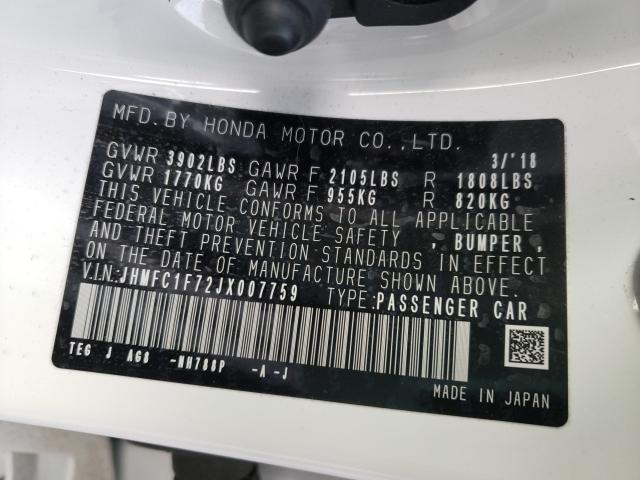 MFD. BY HONDA MOTOR CO.,LTD. 3/'18
GVWR 3902LBS GAWR F 2105LBS R 1808LBS
GVWR 1770KG GAWR F 955KG R 820KG
THIS VEHICLE CONFORMS TO ALL APPLICABLE
FEDERAL MOTOR VEHICLE SAFETY , BUMPER ,
AND THEFT PREVENTION STANDARDS IN EFFECT
ON THE DATE OF MANUFACTURE SHOWN ABOVE.
VIN:JHMFC1F72JX007759 TYPE:PASSENGER CAR
TEG J AG8 -NH788P -A -J
MADE IN JAPAN